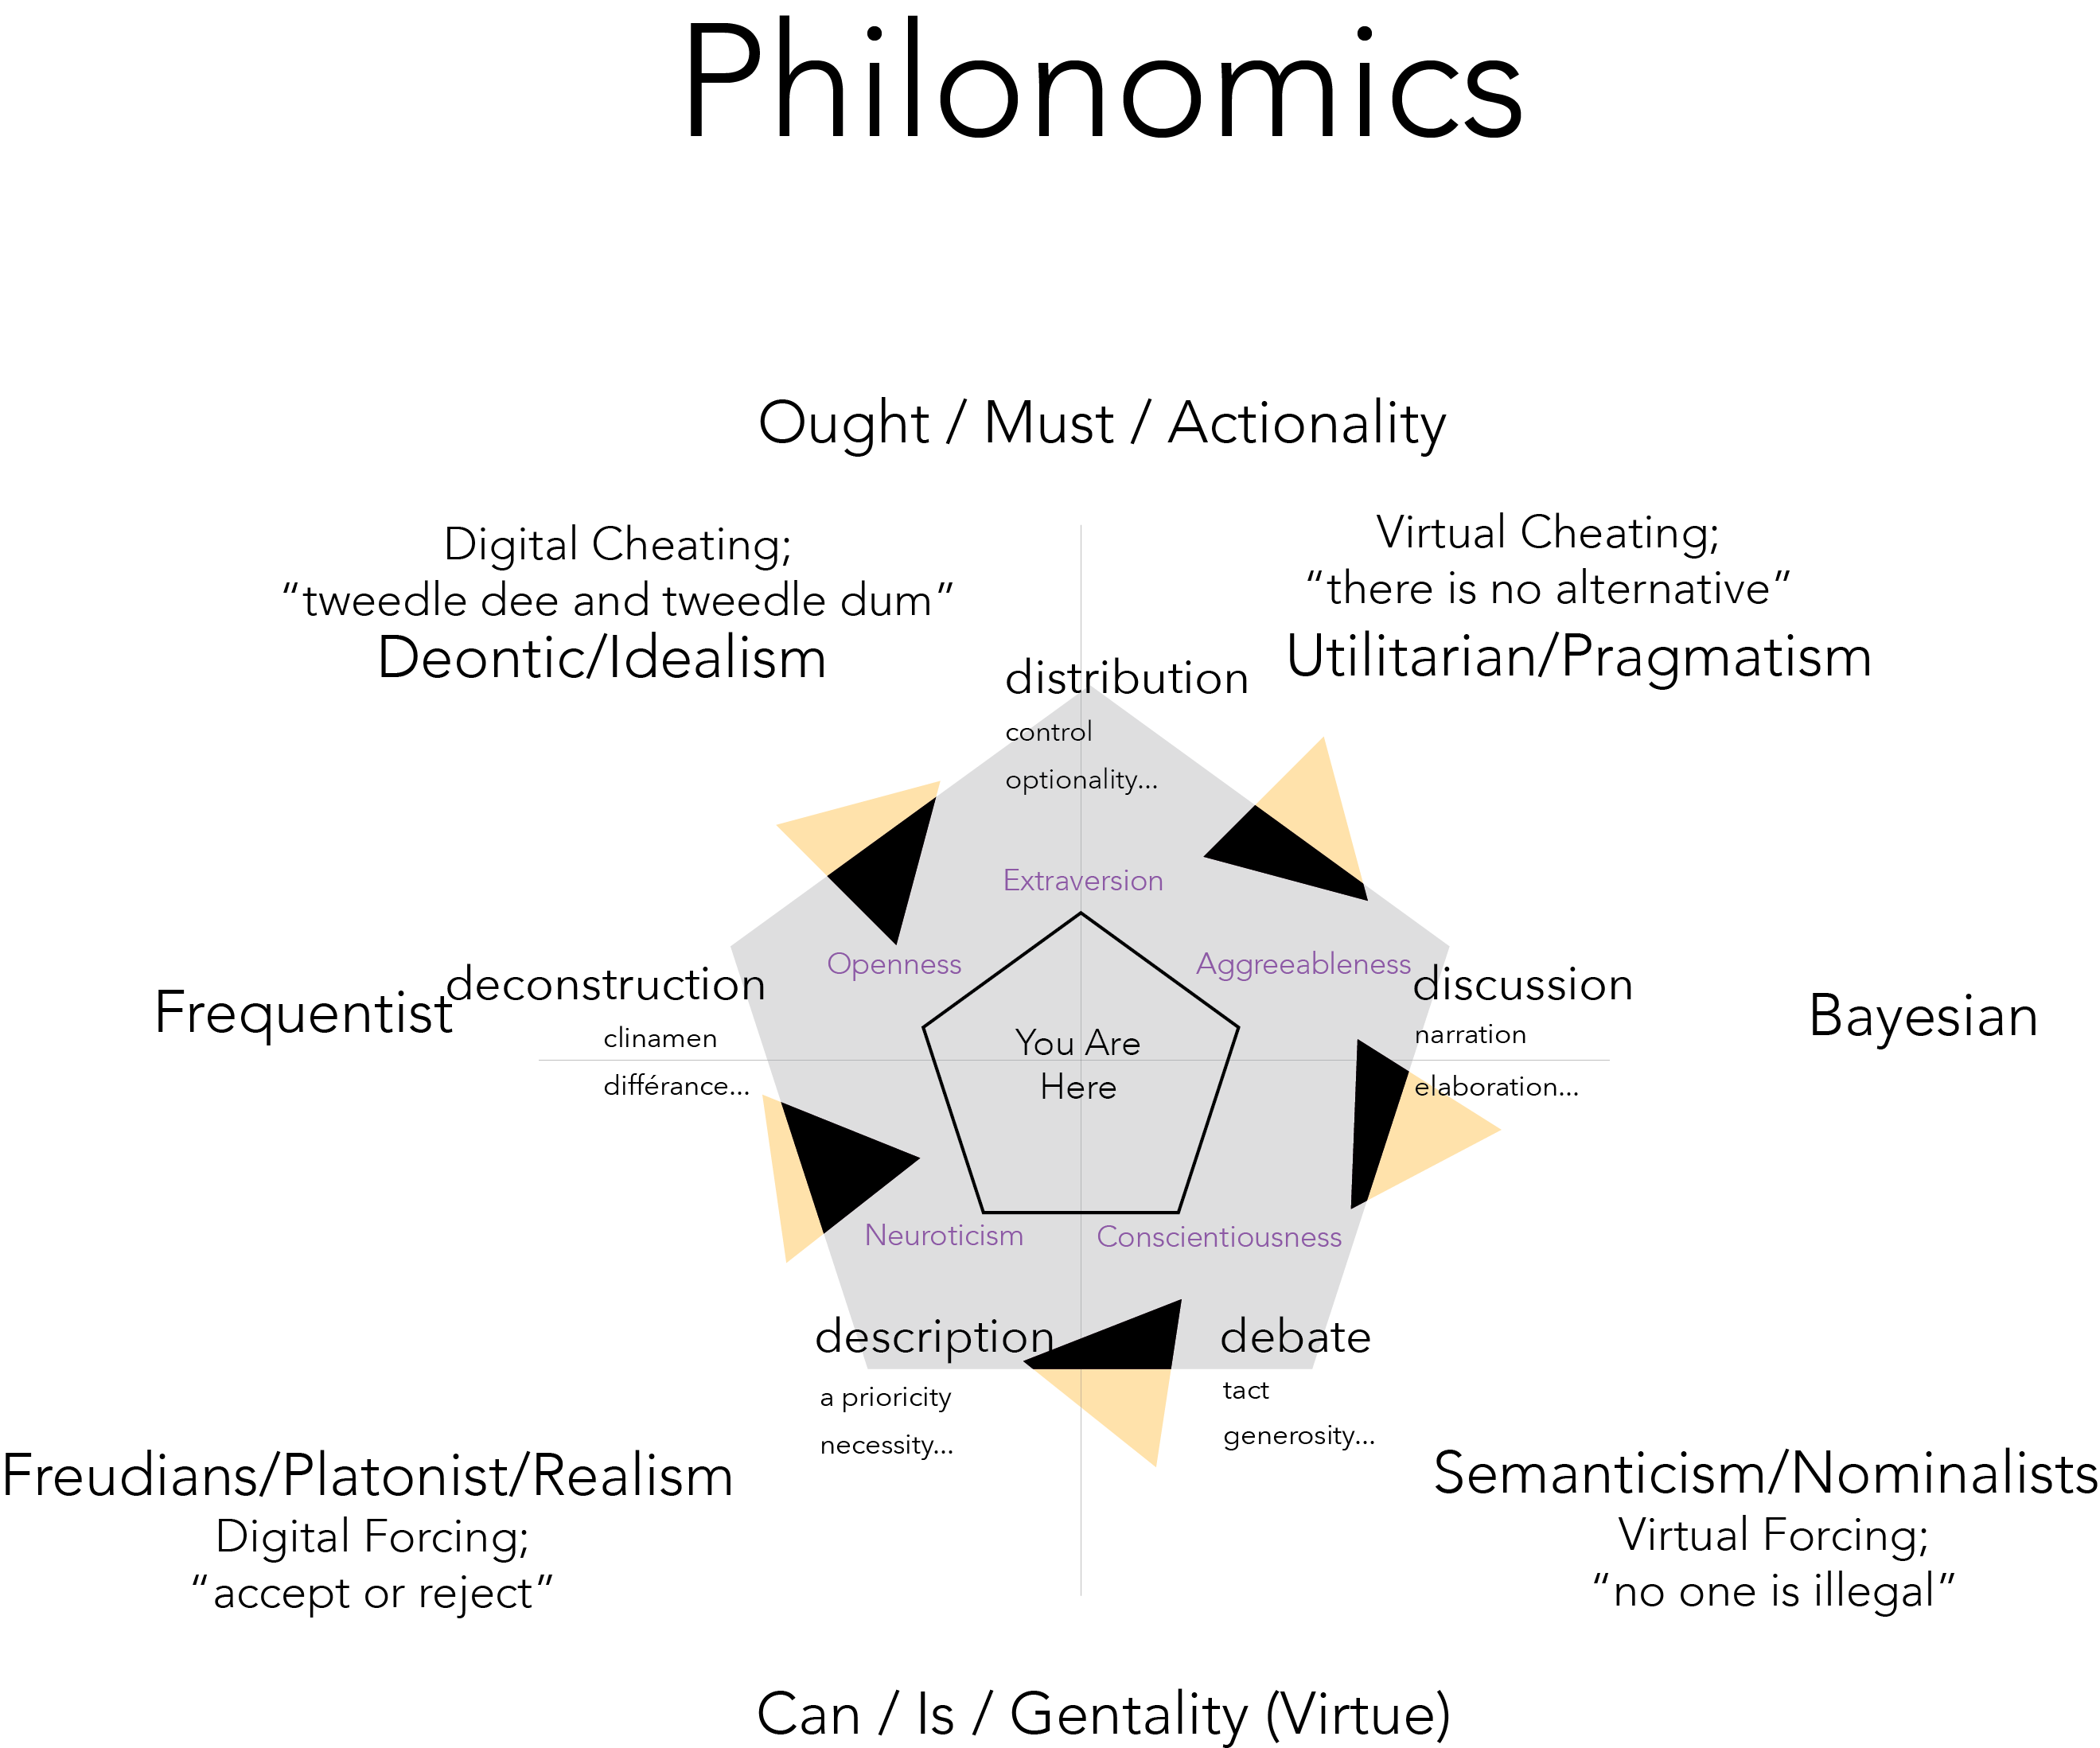 Philonomics
Ought / Must / Actionality
Digital Cheating;
“tweedle dee and tweedle dum”
Deontic/Idealism
Virtual Cheating;
“there is no alternative”
Utilitarian/Pragmatism
distribution
control
optionality...
Extraversion
Openness
Aggreeableness
Frequentist
deconstruction
clinamen
différance...
You Are
Here
discussion
narration
elaboration...
Bayesian
Neuroticism
Conscientiousness
description
a prioricity
necessity...
debate
tact
generosity...
Freudians/Platonist/Realism
Digital Forcing;
“accept or reject”
Semanticism/Nominalists
Virtual Forcing;
“no one is illegal”
Can / Is / Gentality (Virtue)